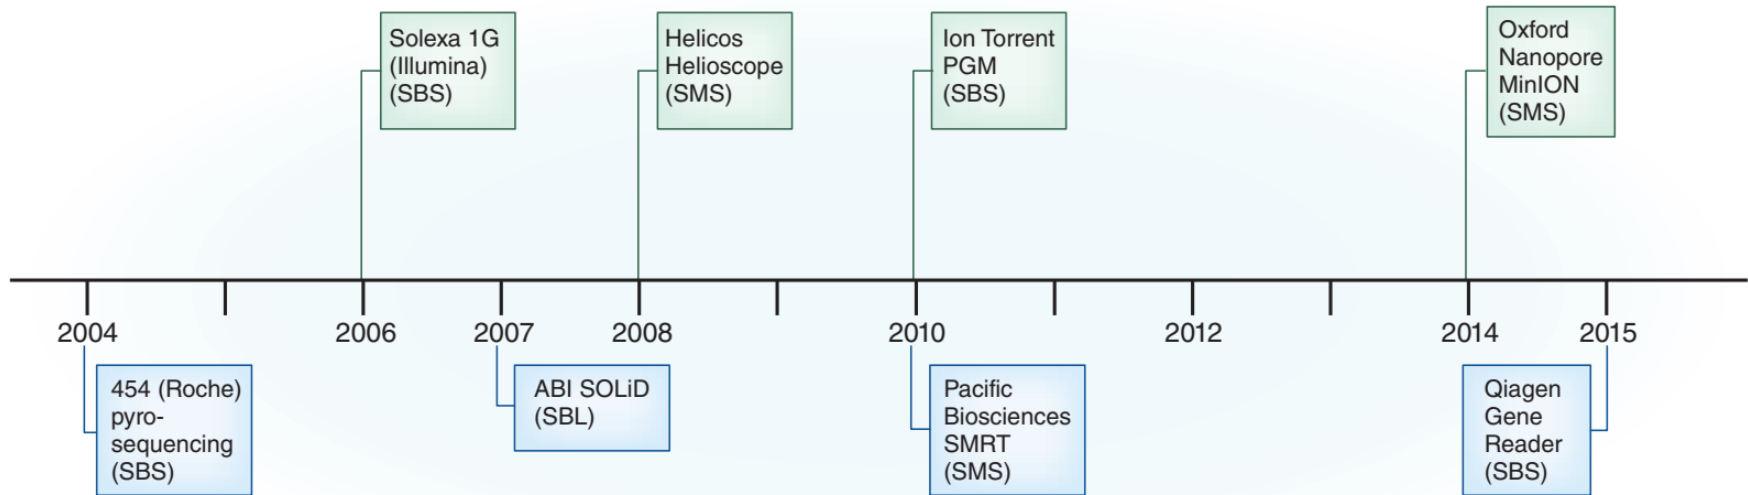 Solexa 1G
(Illumina)
(SBS)
Helicos
Helioscope
(SMS)
Ion Torrent
PGM
(SBS)
Oxford
Nanopore
MinION
(SMS)
2004
2006
2007
2008
2010
2012
2014
2015
454 (Roche)
pyro-
sequencing
(SBS)
ABI SOLiD
(SBL)
Pacific
Biosciences
SMRT
(SMS)
Qiagen
Gene
Reader
(SBS)